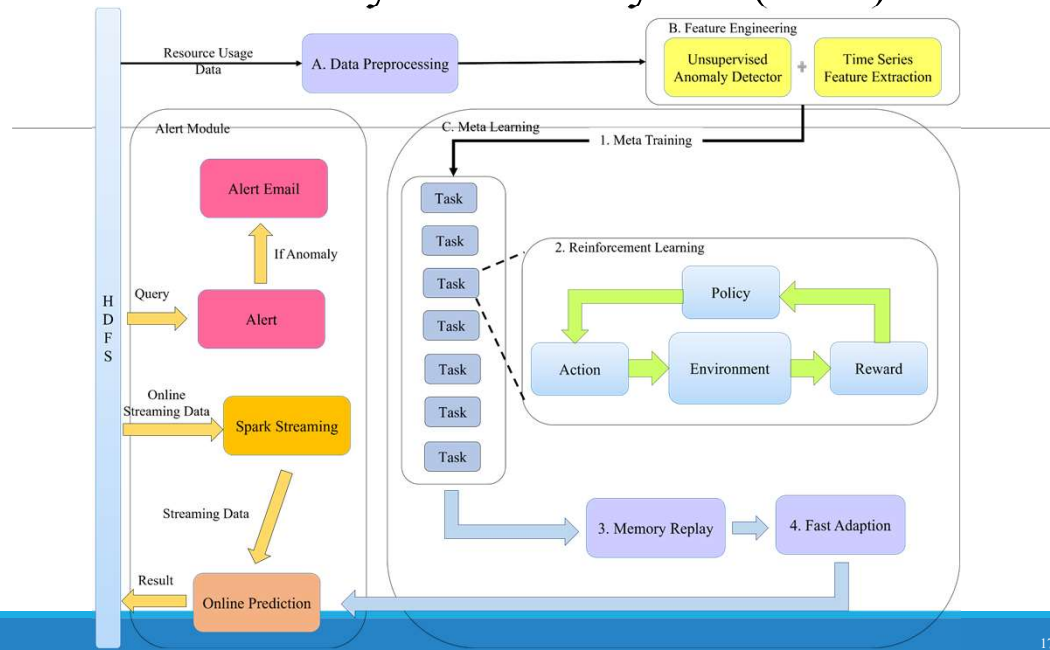 B. Feature Engineering
Resource Usage
Data
A. Data Preprocessing
Unsupervised
Anomaly Detector
+
Time Series
Feature Extraction
Alert Module
C. Meta Learning
1. Meta Training
Alert Email
If Anomaly
Query
Alert
H
D
F
S
Online
Streaming Data
Spark Streaming
Streaming Data
Result
Online Prediction
Task
Task
Task
Task
Task
Task
Task
2. Reinforcement Learning
Policy
Action
Environment
Reward
3. Memory Replay
4. Fast Adaption
17